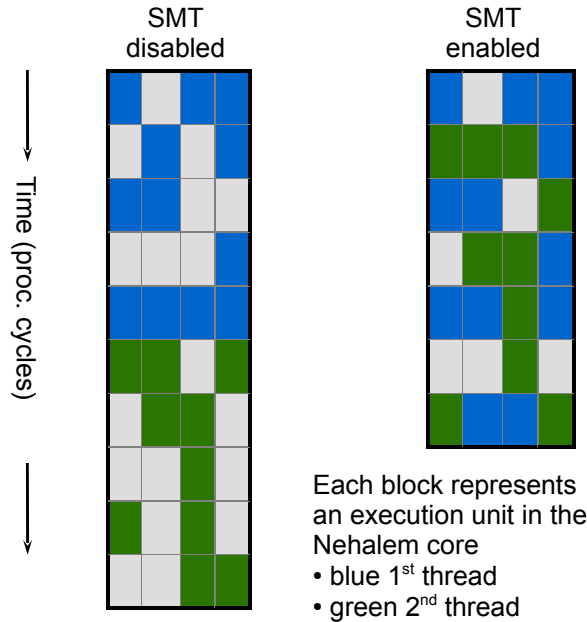 SMT
disabled
SMT
enabled
Time (proc. cycles)
Each block represents
an execution unit in the
Nehalem core
• blue 1st thread
• green 2nd thread